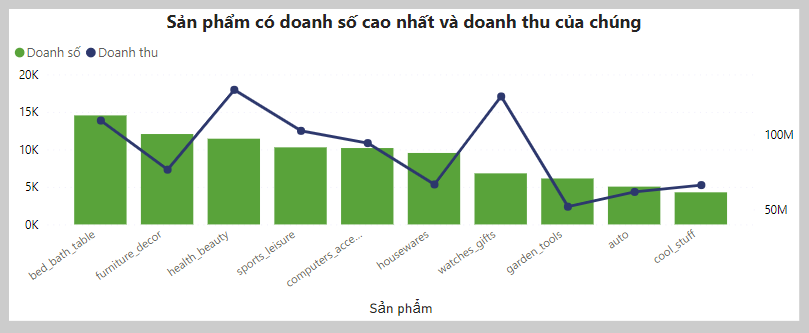 Sản phẩm có doanh số cao nhất và doanh thu của chúng
Doanh số Doanh thu
20K
15K
10K
5K
0K
100M
50M
bed_bath_table
furniture_decor
health_beauty
sports_leisure
computers_acce...
housewares
watches_gifts
garden_tools
auto
cool_stuff
Sản phẩm